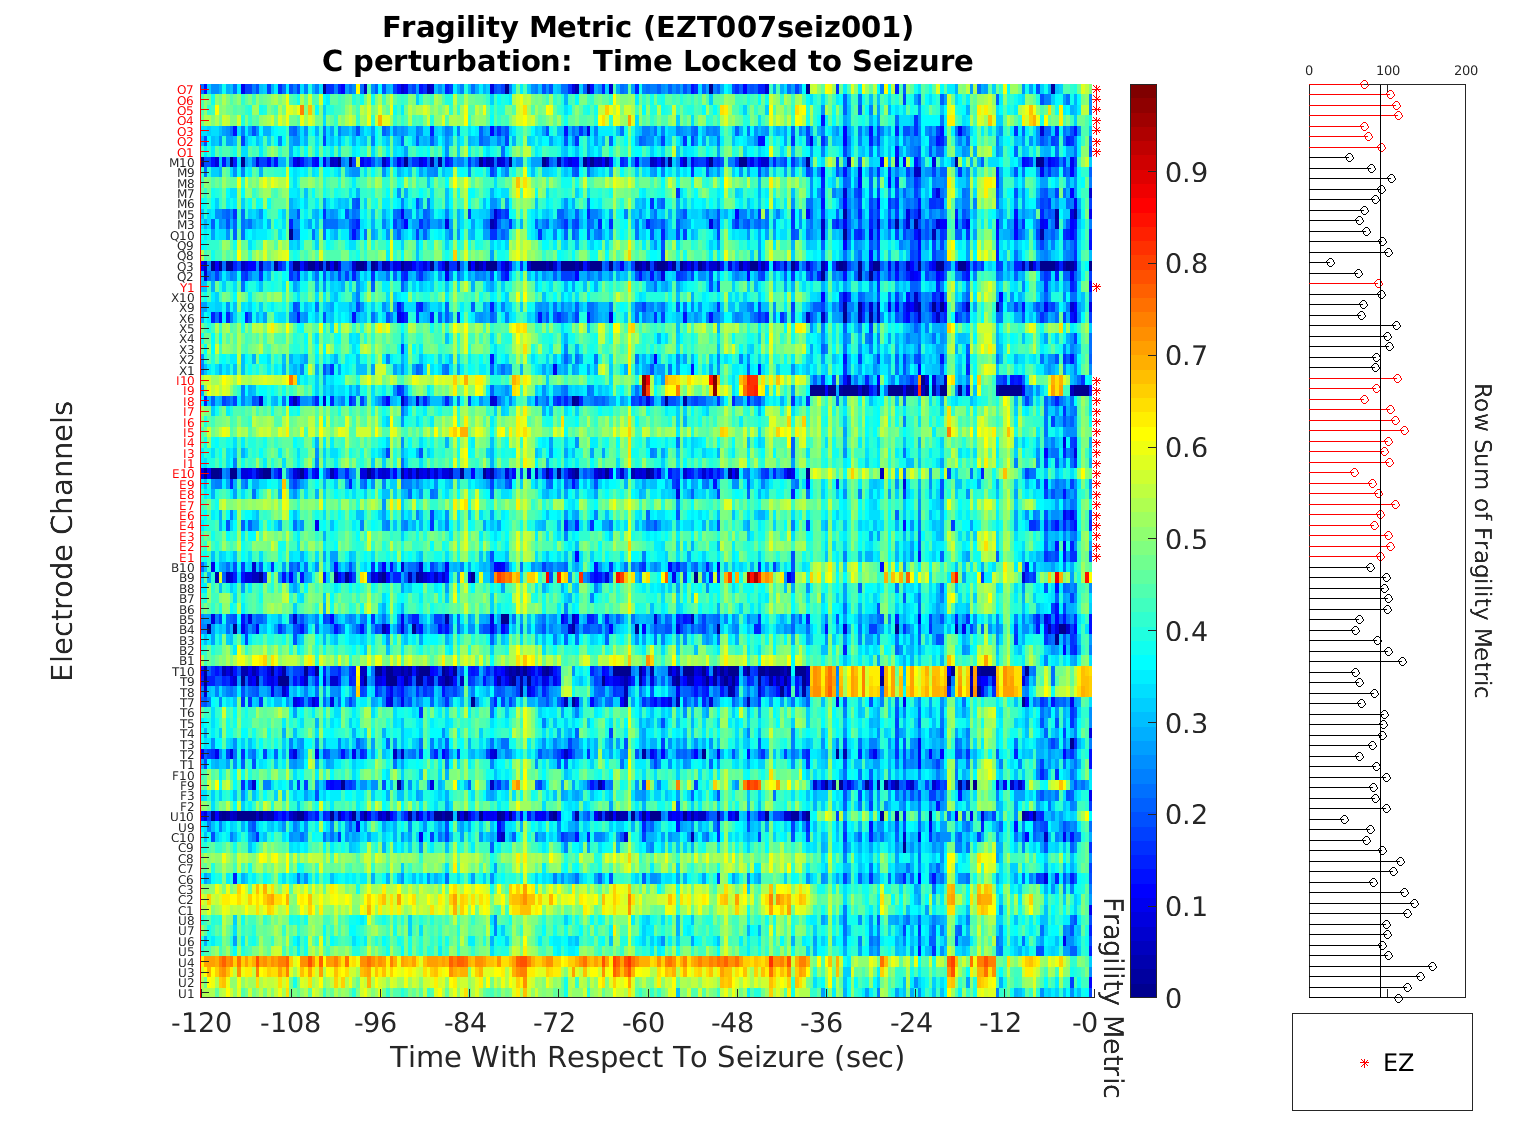 Fragility Metric (EZT007seiz001)
C perturbation:  Time Locked to Seizure
Electrode Channels
O7
O6
O5
O4
O3
O2
O1
M10
M9
M8
M7
M6
M5
M3
Q10
Q9
Q8
Q3
Q2
Y1
X10
X9
X6
X5
X4
X3
X2
X1
I10
I9
I8
I7
I6
I5
I4
I3
I1
E10
E9
E8
E7
E6
E4
E3
E2
E1
B10
B9
B8
B7
B6
B5
B4
B3
B2
B1
T10
T9
T8
T7
T6
T5
T4
T3
T2
T1
F10
F9
F3
F2
U10
U9
C10
C9
C8
C7
C6
C3
C2
C1
U8
U7
U6
U5
U4
U3
U2
U1
-120 -108 -96 -84 -72 -60 -48 -36 -24 -12 -0
Time With Respect To Seizure (sec)
0.9
0.8
0.7
0.6
0.5
0.4
0.3
0.2
0.1
0
Fragility Metric
0 100 200
Row Sum of Fragility Metric
EZ